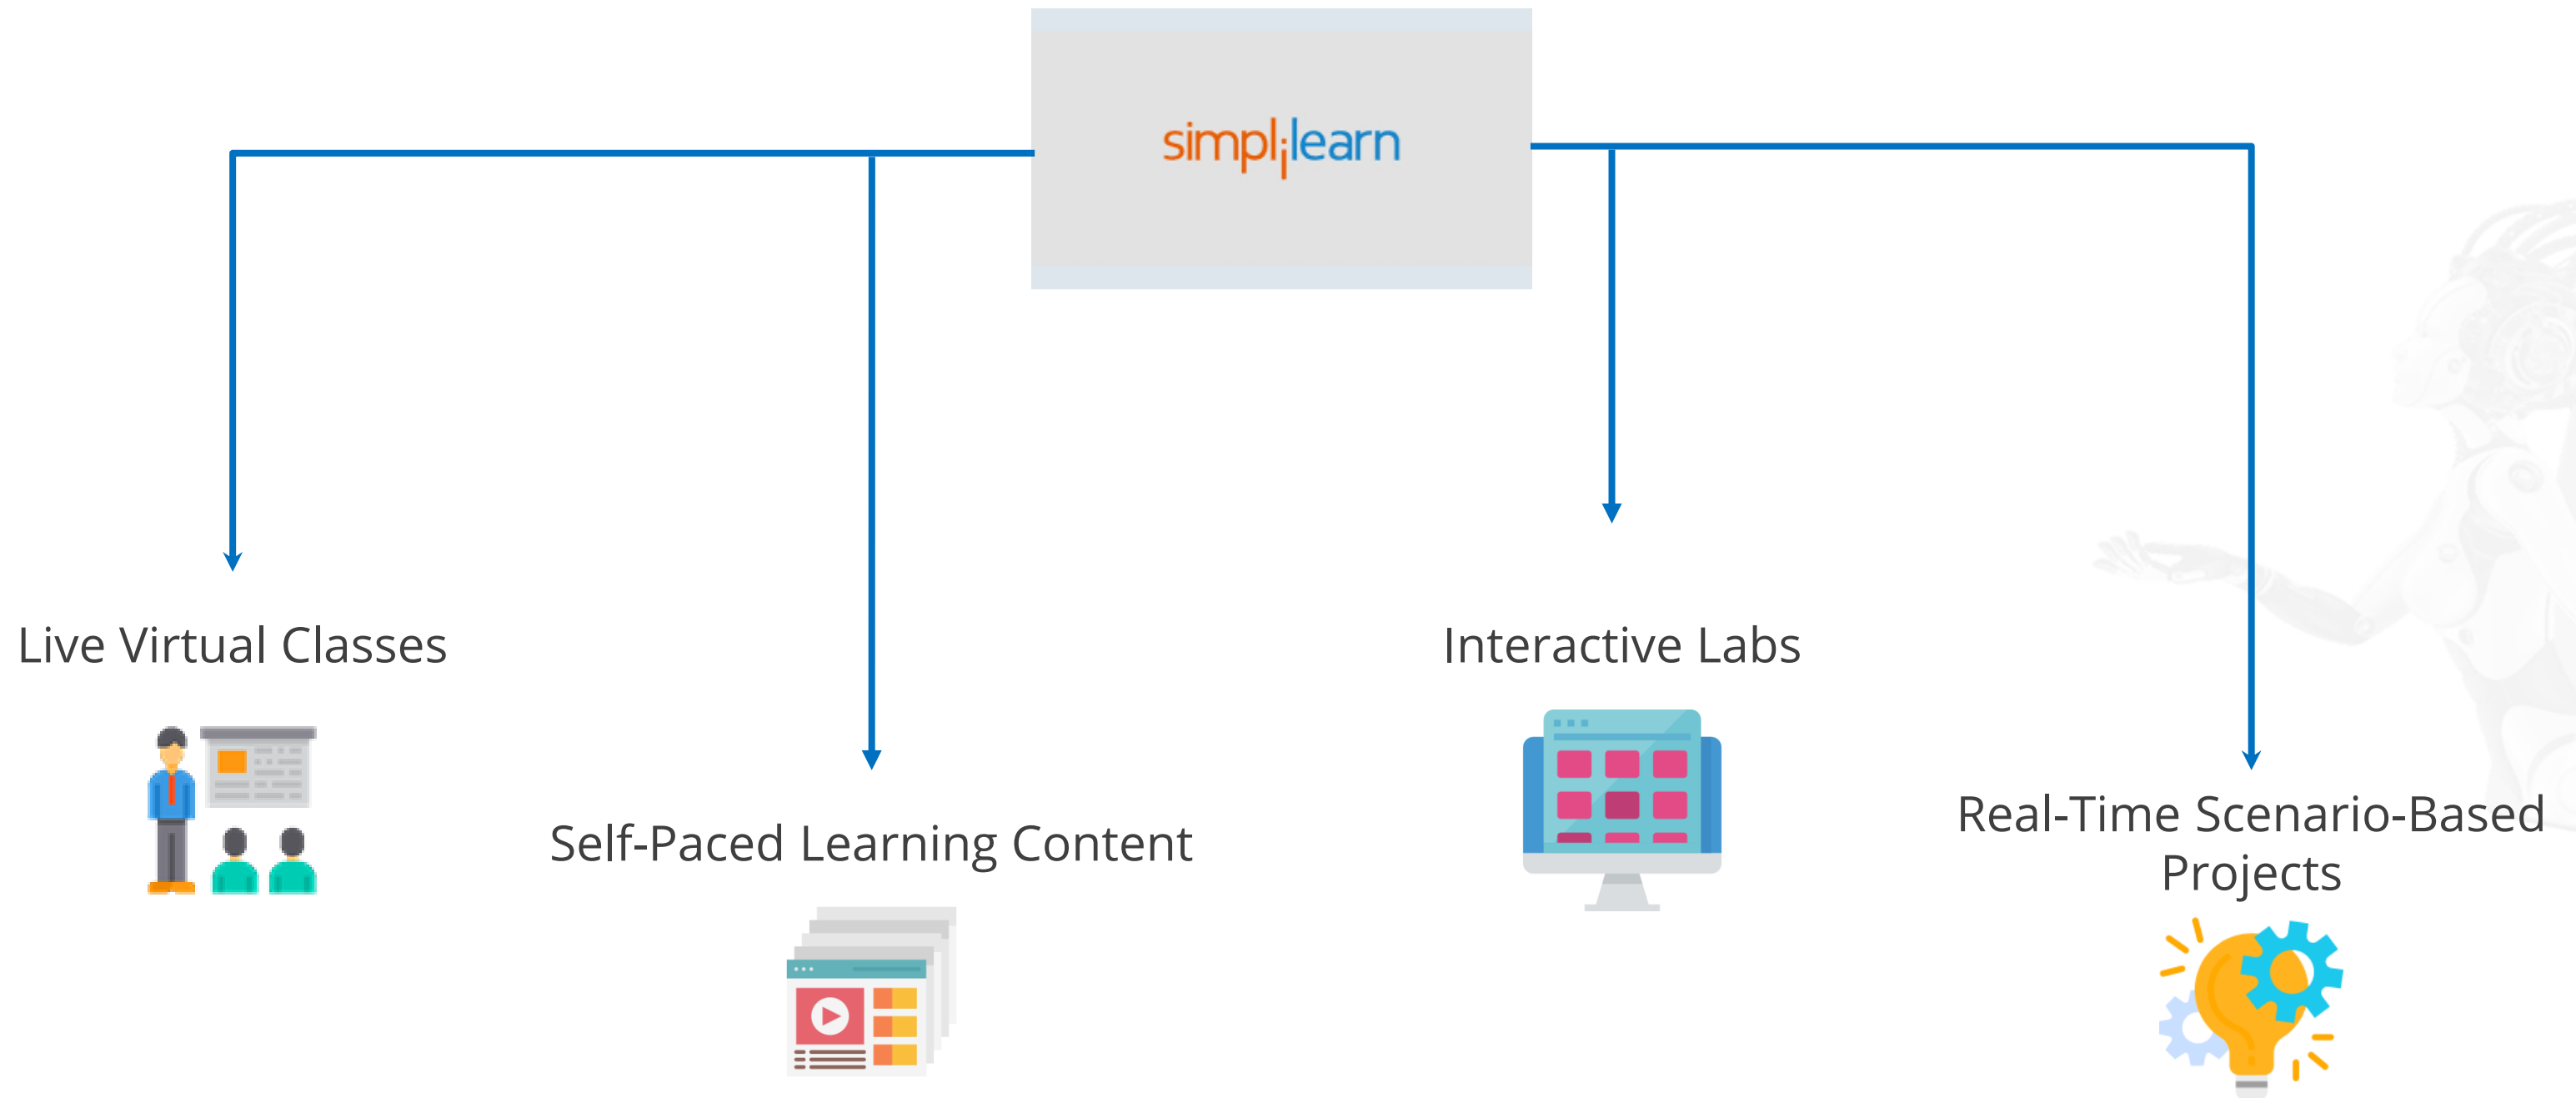 simplilearn
Live Virtual Classes
Interactive Labs
Self-Paced Learning Content
Real-Time Scenario-Based
Projects